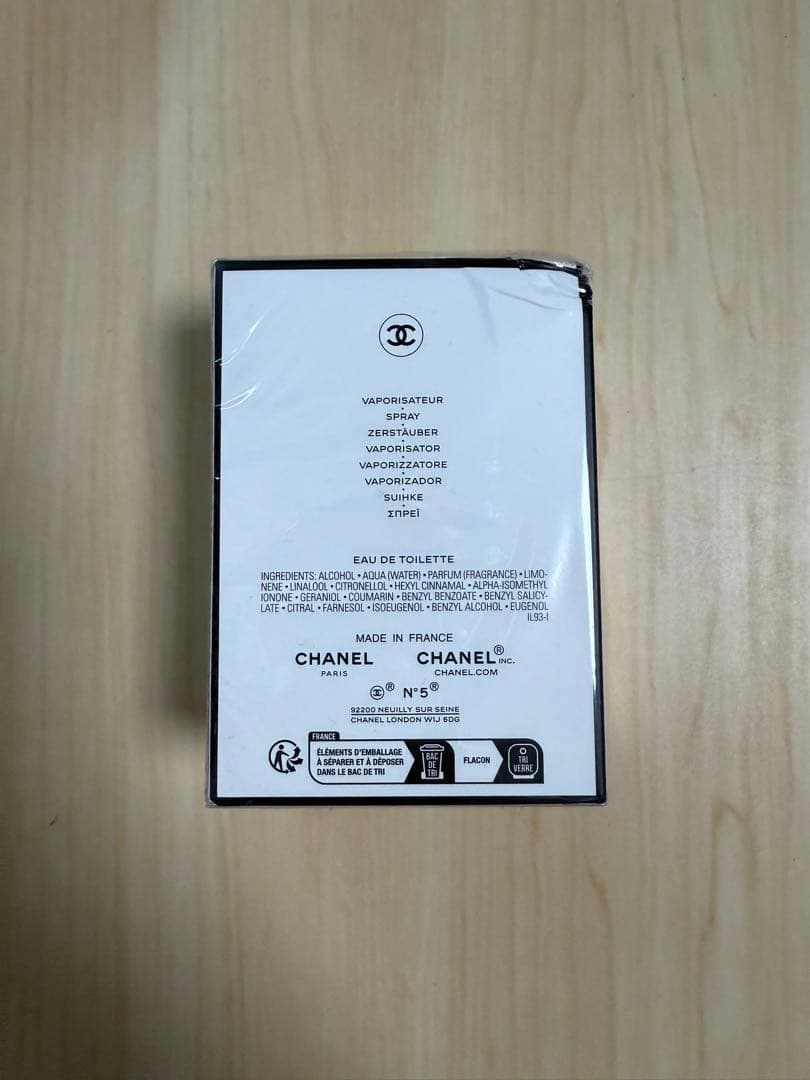 VAPORISATEUR
SPRAY
ZERSTÄUBER
VAPORISATOR
VAPORIZZATORE
VAPORIZADOR
SUIHKE
ΣΠΡΕΪ
EAU DE TOILETTE
INGREDIENTS: ALCOHOL • AQUA (WATER) • PARFUM (FRAGRANCE) • LIMO-
NENE • LINALOOL • CITRONELLOL • HEXYL CINNAMAL • ALPHA-ISOMETHYL
IONONE • GERANIOL • COUMARIN • BENZYL BENZOATE • BENZYL SALICY-
LATE • CITRAL • FARNESOL • ISOEUGENOL • BENZYL ALCOHOL • EUGENOL
IL93-I
MADE IN FRANCE
CHANEL CHANEL® INC.
PARIS CHANEL.COM
® N°5®
92200 NEUILLY SUR SEINE
CHANEL LONDON W1J 6DG
FRANCE
ÉLÉMENTS D'EMBALLAGE
À SÉPARER ET À DÉPOSER
DANS LE BAC DE TRI
BAC
DE
TRI
FLACON
TRI
VERRE